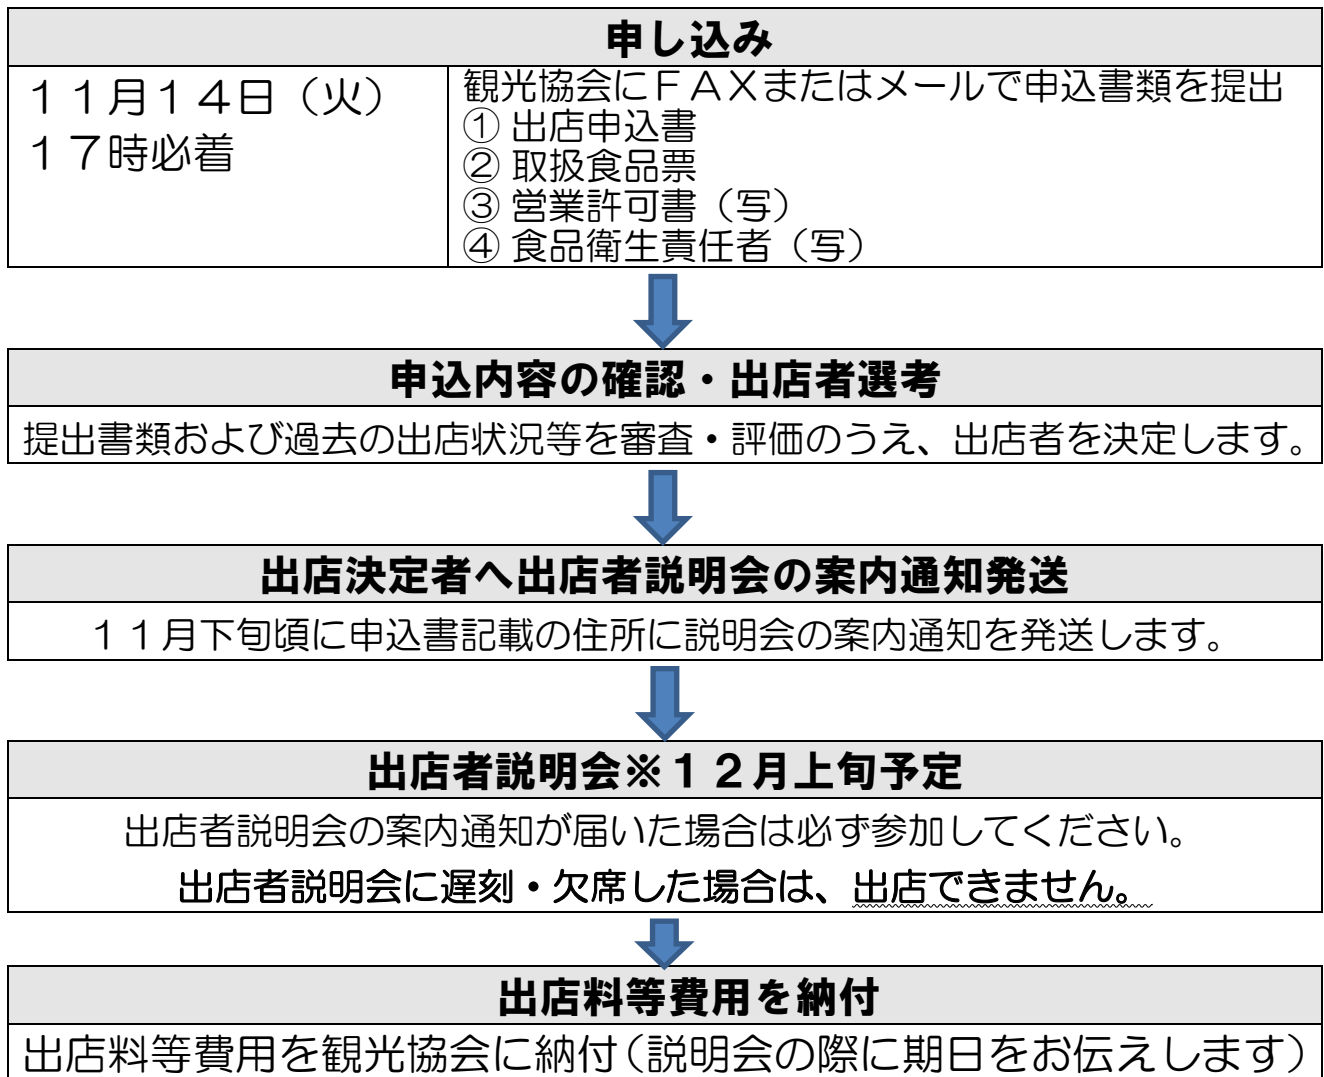 申し込み
１１月１４日（火）
１７時必着
観光協会にＦＡＸまたはメールで申込書類を提出
① 出店申込書
② 取扱食品票
③ 営業許可書（写）
④ 食品衛生責任者（写）
申込内容の確認・出店者選考
提出書類および過去の出店状況等を審査・評価のうえ、出店者を決定します。
出店決定者へ出店者説明会の案内通知発送
１１月下旬頃に申込書記載の住所に説明会の案内通知を発送します。
出店者説明会※１２月上旬予定
出店者説明会の案内通知が届いた場合は必ず参加してください。
出店者説明会に遅刻・欠席した場合は、出店できません。
出店料等費用を納付
出店料等費用を観光協会に納付（説明会の際に期日をお伝えします）